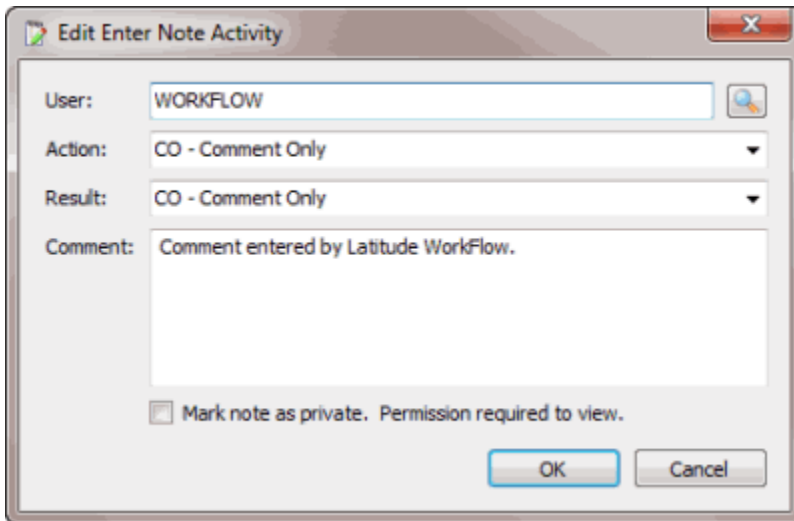 Edit Enter Note Activity
User: WORKFLOW
Action: CO - Comment Only
Result: CO - Comment Only
Comment: Comment entered by Latitude WorkFlow.
Mark note as private. Permission required to view.
OK Cancel